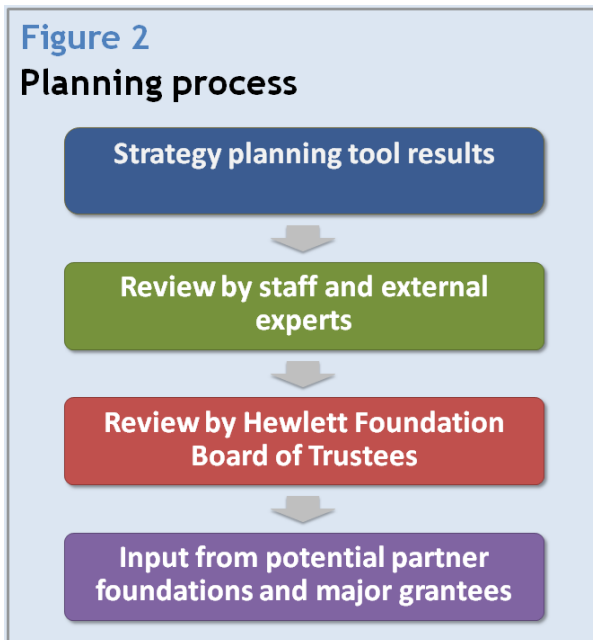 Figure 2
Planning process
Strategy planning tool results
Review by staff and external
experts
Review by Hewlett Foundation
Board of Trustees
Input from potential partner
foundations and major grantees